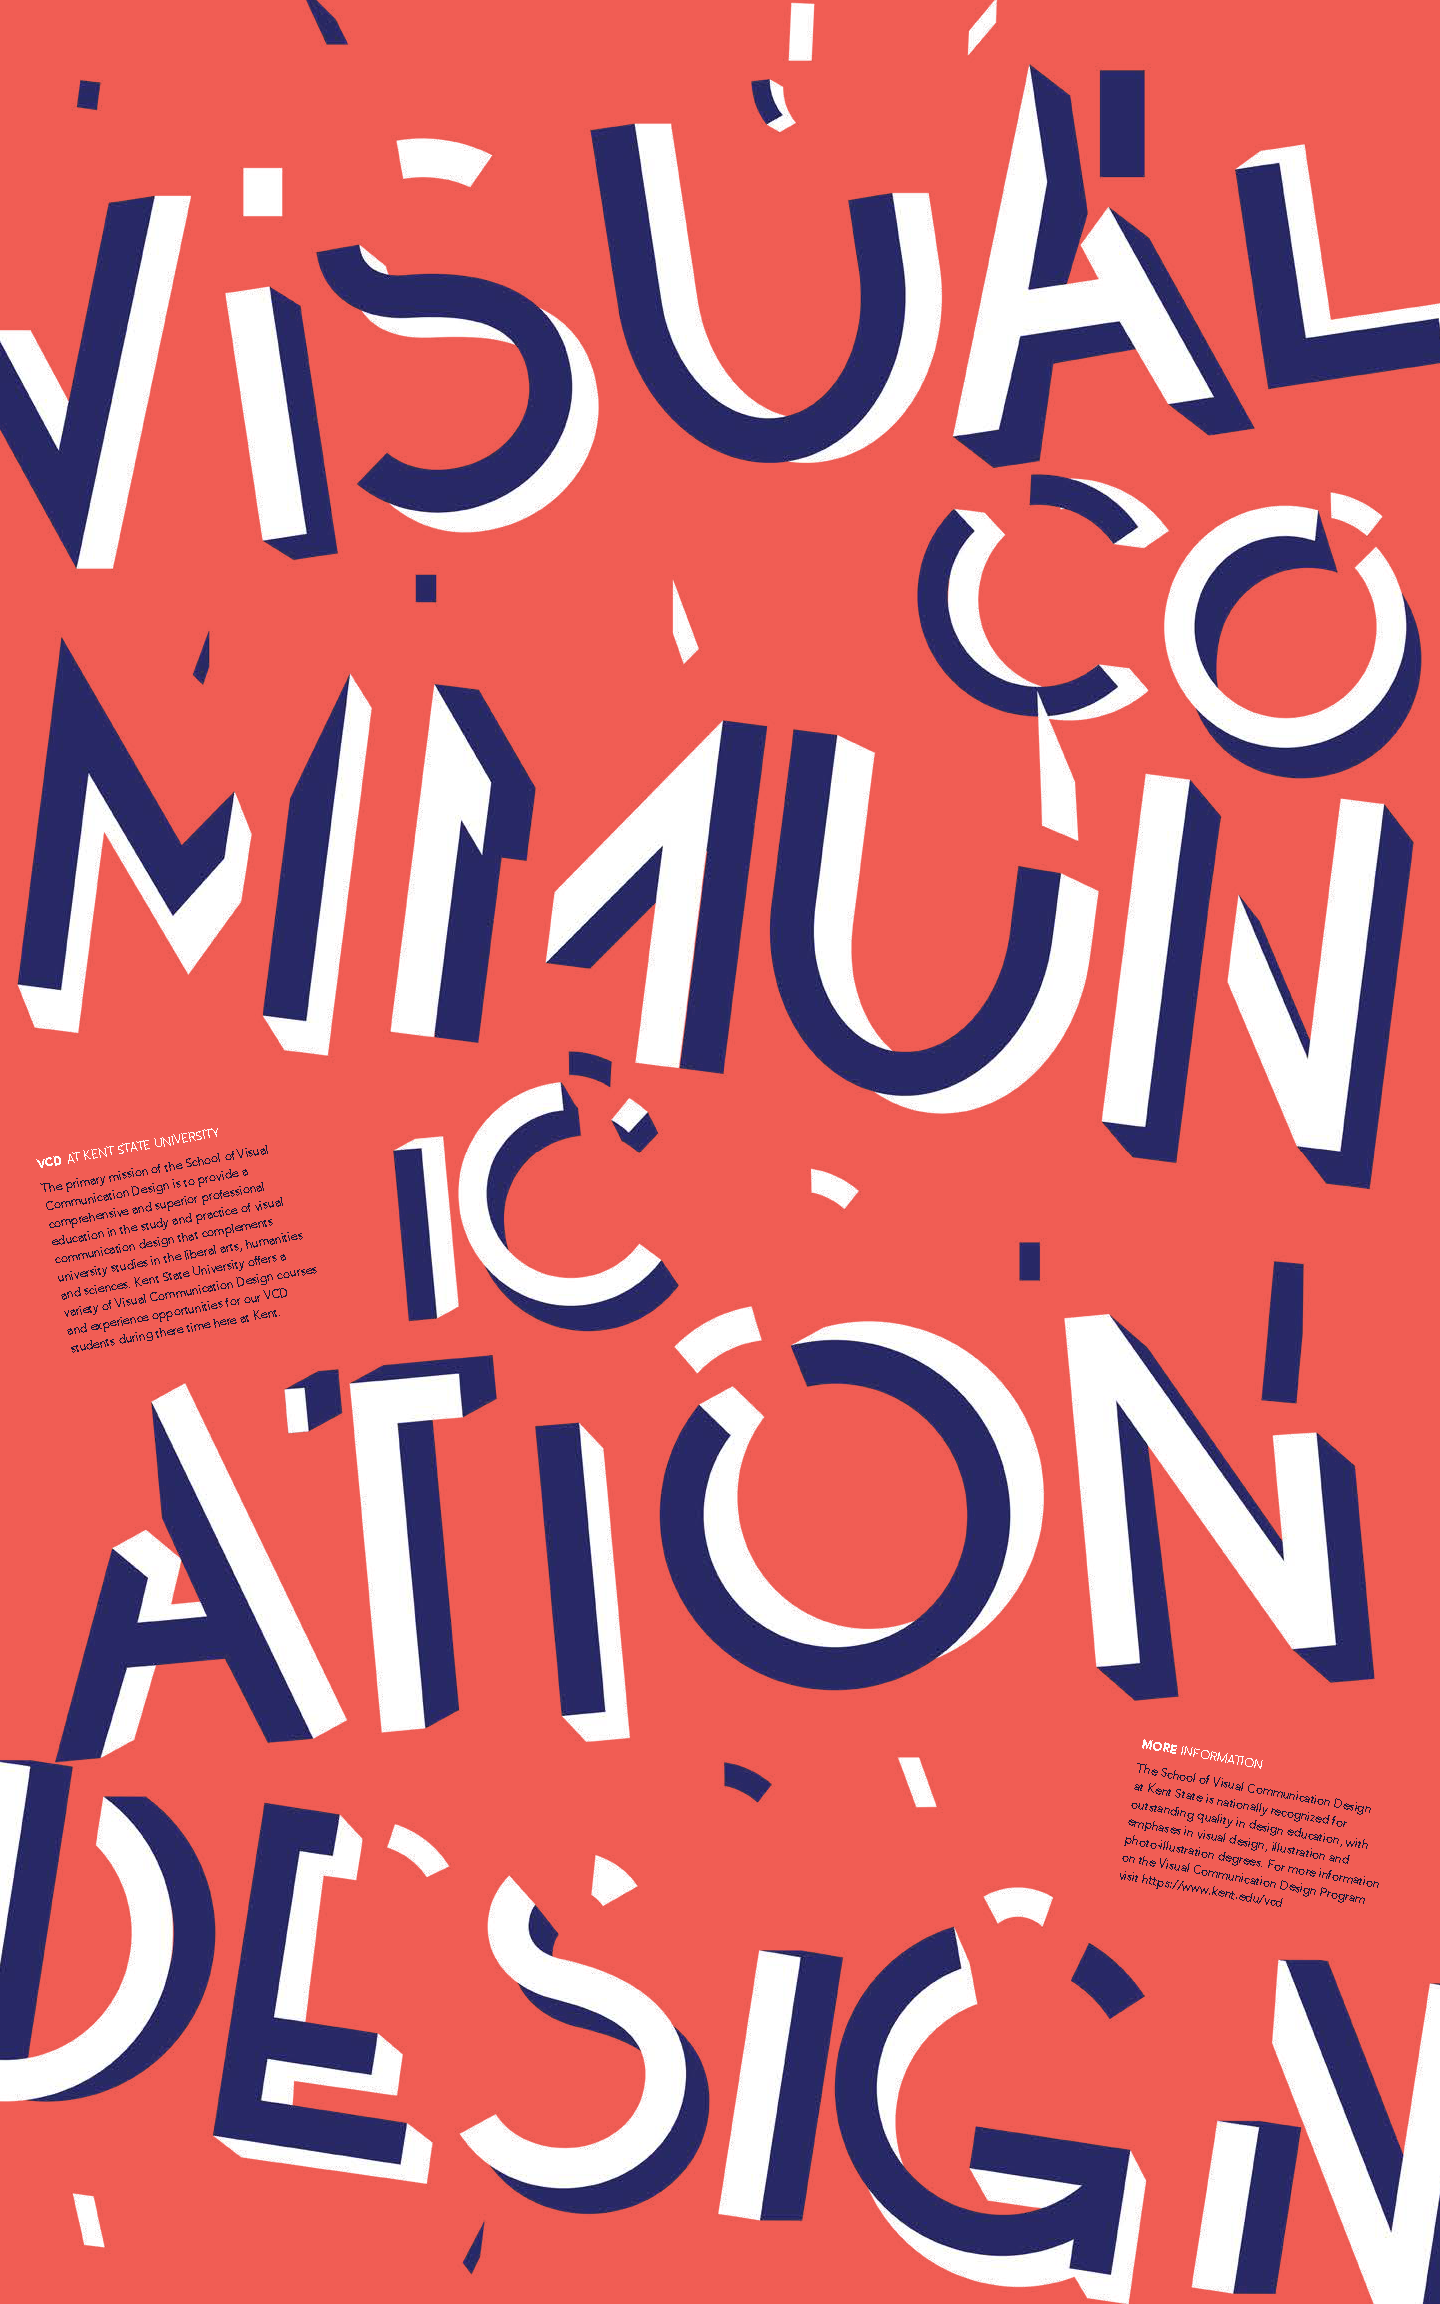 VISUAL
CO
MMUN
IC
VCD AT KENT STATE UNIVERSITY
The primary mission of the School of Visual
Communication Design is to provide a
comprehensive and superior professional
education in the study and practice of visual
communication design that complements
university studies in the liberal arts, humanities
and sciences. Kent State University offers a
variety of Visual Communication Design courses
and experience opportunities for our VCD
students during there time here at Kent.
ATION
MORE INFORMATION
The School of Visual Communication Design
at Kent State is nationally recognized for
outstanding quality in design education, with
emphases in visual design, illustration and
photo-illustration degrees. For more information
on the Visual Communication Design Program
visit https://www.kent.edu/vcd
DESIGN